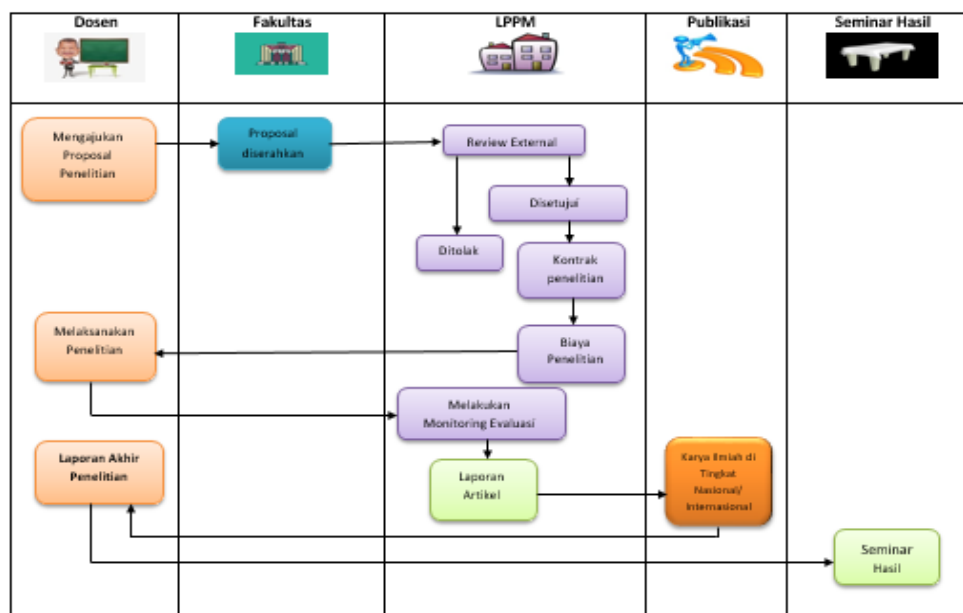 Dosen
Fakultas
LPPM
Publikasi
Seminar Hasil
Mengajukan
Proposal
Penelitian
Proposal
diserahkan
Review External
Disetujui
Ditolak
Kontrak
penelitian
Melaksanakan
Penelitian
Biaya
Penelitian
Melakukan
Monitoring Evaluasi
Laporan Akhir
Penelitian
Laporan
Artikel
Karya Ilmiah di
Tingkat
Nasional/
Internasional
Seminar
Hasil